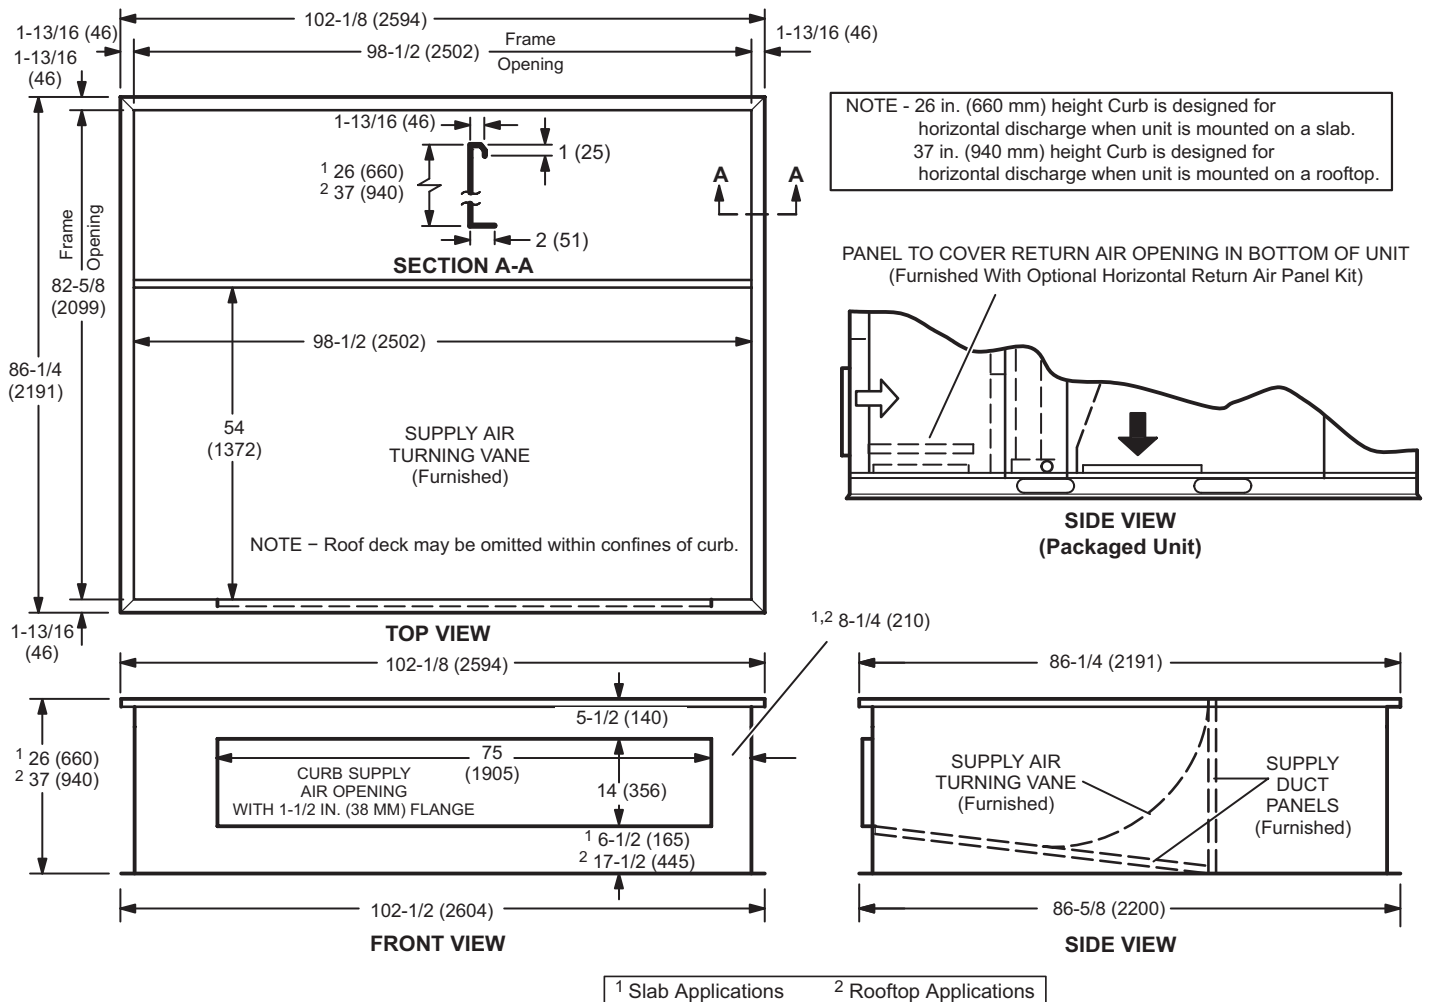 102-1/8 (2594)
1-13/16 (46)
98-1/2 (2502)
Frame
Opening
1-13/16 (46)
1-13/16
(46)
1-13/16 (46)
1 (25)
1 26 (660)
2 37 (940)
2 (51)
SECTION A-A
A A
Frame
Opening
82-5/8
(2099)
86-1/4
(2191)
98-1/2 (2502)
54
(1372)
SUPPLY AIR
TURNING VANE
(Furnished)
NOTE – Roof deck may be omitted within confines of curb.
1-13/16
(46)
TOP VIEW
NOTE - 26 in. (660 mm) height Curb is designed for
horizontal discharge when unit is mounted on a slab.
37 in. (940 mm) height Curb is designed for
horizontal discharge when unit is mounted on a rooftop.
PANEL TO COVER RETURN AIR OPENING IN BOTTOM OF UNIT
(Furnished With Optional Horizontal Return Air Panel Kit)
SIDE VIEW
(Packaged Unit)
102-1/8 (2594)
1,2 8-1/4 (210)
5-1/2 (140)
1 26 (660)
2 37 (940)
75
(1905)
CURB SUPPLY
AIR OPENING
WITH 1-1/2 IN. (38 MM) FLANGE
14 (356)
1 6-1/2 (165)
2 17-1/2 (445)
102-1/2 (2604)
FRONT VIEW
86-1/4 (2191)
SUPPLY AIR
TURNING VANE
(Furnished)
SUPPLY
DUCT
PANELS
(Furnished)
86-5/8 (2200)
SIDE VIEW
1 Slab Applications 2 Rooftop Applications